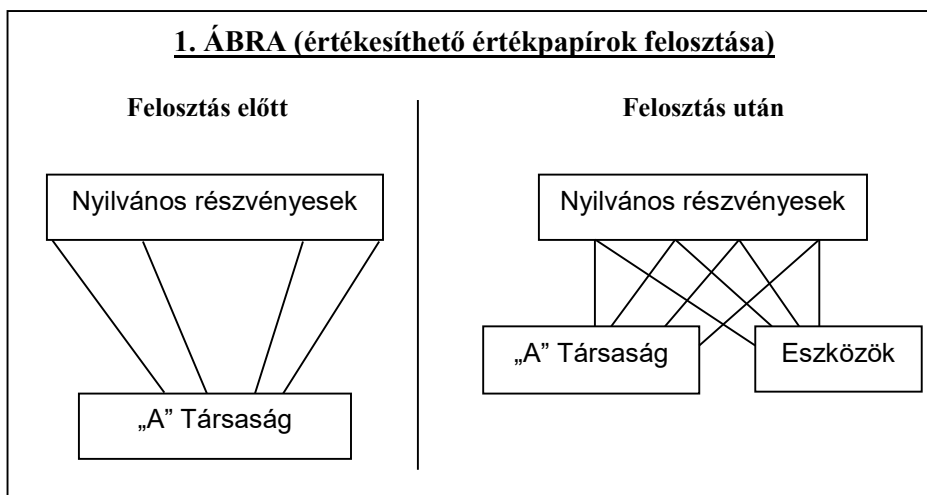 1. ÁBRA (értékesíthető értékpapírok felosztása)
Felosztás előtt
Nyilvános részvényesek
„A” Társaság
Felosztás után
Nyilvános részvényesek
„A” Társaság
Eszközök